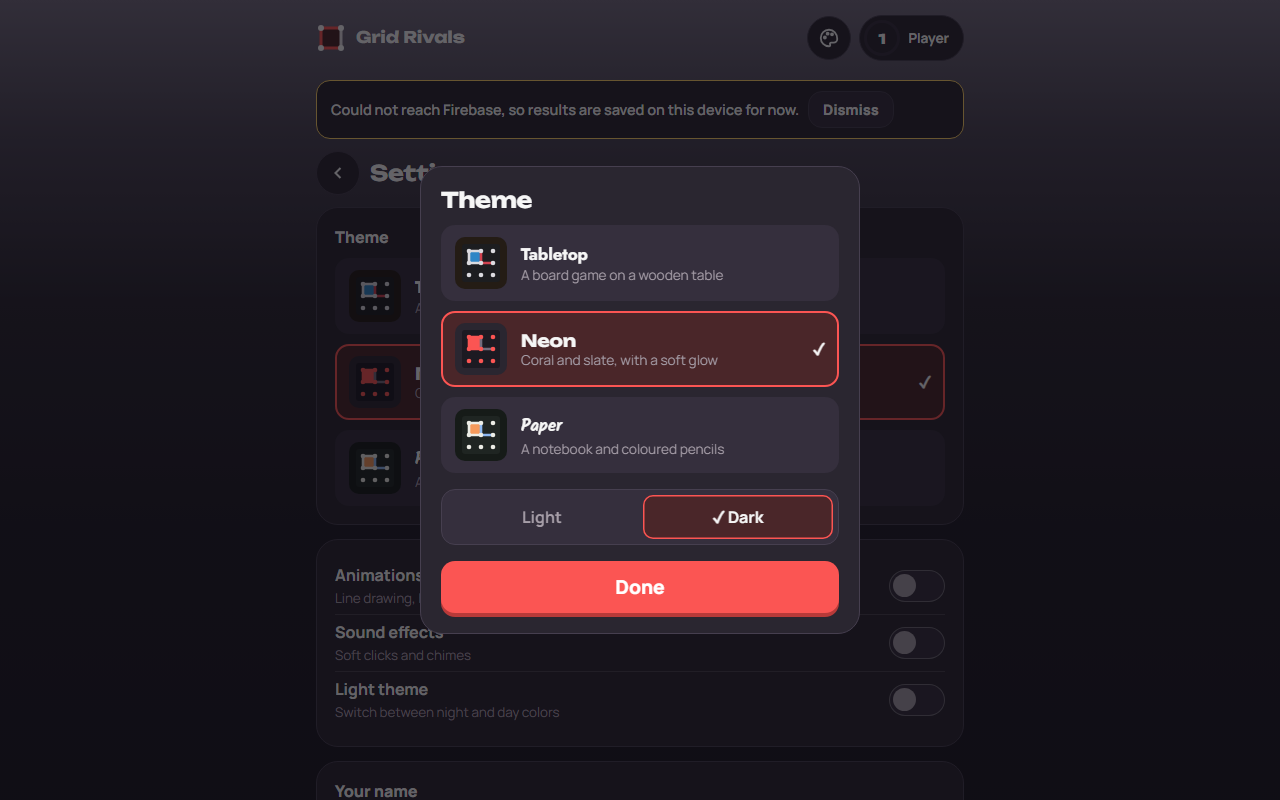 Grid Rivals
1 Player
Could not reach Firebase, so results are saved on this device for now. Dismiss
Theme
Theme
Tabletop
A board game on a wooden table
Neon
Coral and slate, with a soft glow
Paper
A notebook and coloured pencils
Light ✓ Dark
Done
Animations
Line drawing,
Sound effects
Soft clicks and chimes
Light theme
Switch between night and day colors
Your name